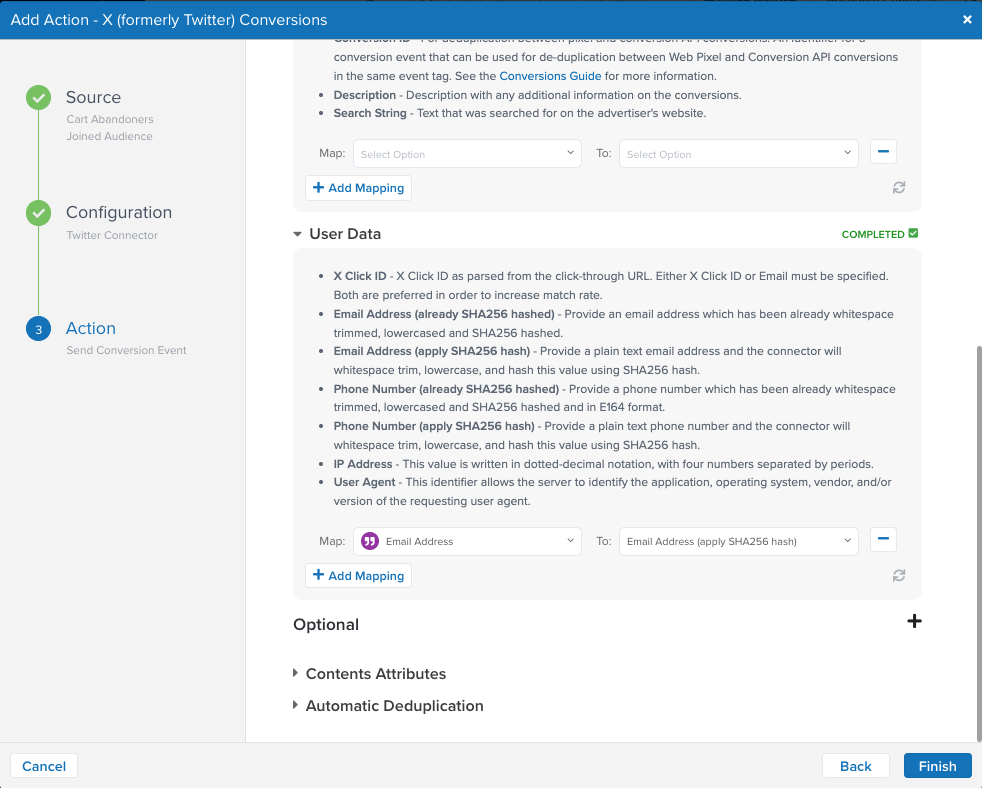 Add Action - X (formerly Twitter) Conversions
Source
Cart Abandoners
Joined Audience
Configuration
Twitter Connector
3
Action
Send Conversion Event
Conversion ID - For deduplication between pixel and conversion API conversions. An identifier for a
conversion event that can be used for de-duplication between Web Pixel and Conversion API conversions
in the same event tag. See the Conversions Guide for more information.
Description - Description with any additional information on the conversions.
Search String - Text that was searched for on the advertiser's website.
Map: Select Option To: Select Option
Add Mapping
User Data COMPLETED
X Click ID - X Click ID as parsed from the click-through URL. Either X Click ID or Email must be specified.
Both are preferred in order to increase match rate.
Email Address (already SHA256 hashed) - Provide an email address which has been already whitespace
trimmed, lowercased and SHA256 hashed.
Email Address (apply SHA256 hash) - Provide a plain text email address and the connector will
whitespace trim, lowercase, and hash this value using SHA256 hash.
Phone Number (already SHA256 hashed) - Provide a phone number which has been already whitespace
trimmed, lowercased and SHA256 hashed and in E164 format.
Phone Number (apply SHA256 hash) - Provide a plain text phone number and the connector will
whitespace trim, lowercase, and hash this value using SHA256 hash.
IP Address - This value is written in dotted-decimal notation, with four numbers separated by periods.
User Agent - This identifier allows the server to identify the application, operating system, vendor, and/or
version of the requesting user agent.
Map: Email Address To: Email Address (apply SHA256 hash)
Add Mapping
Optional
Contents Attributes
Automatic Deduplication
Cancel Back Finish